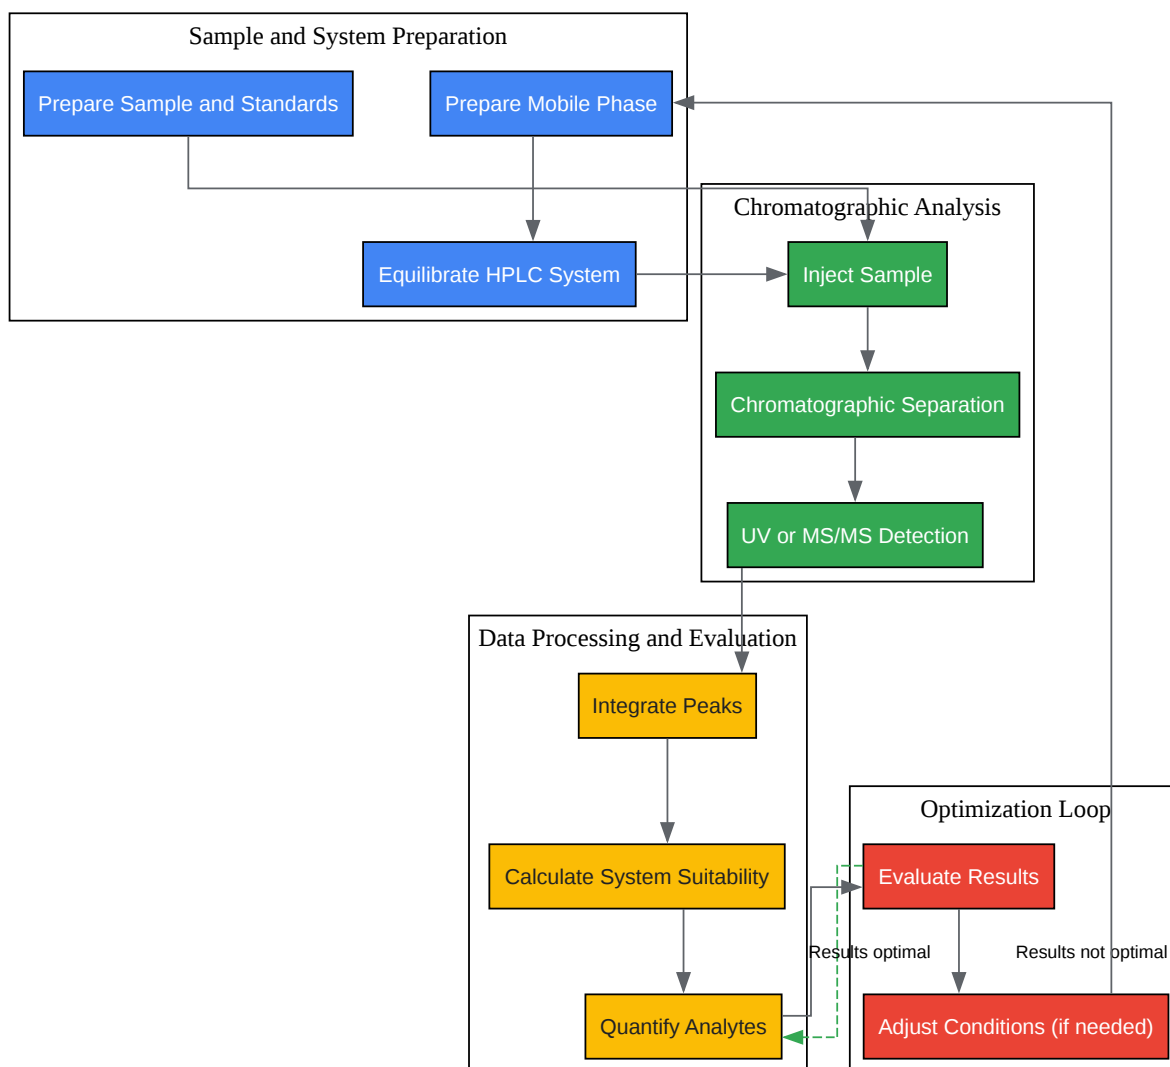 Sample and System Preparation
Prepare Sample and Standards
Prepare Mobile Phase
Equilibrate HPLC System
Chromatographic Analysis
Inject Sample
Chromatographic Separation
UV or MS/MS Detection
Data Processing and Evaluation
Integrate Peaks
Calculate System Suitability
Quantify Analytes
Optimization Loop
Evaluate Results
Results optimal
Results not optimal
Adjust Conditions (if needed)